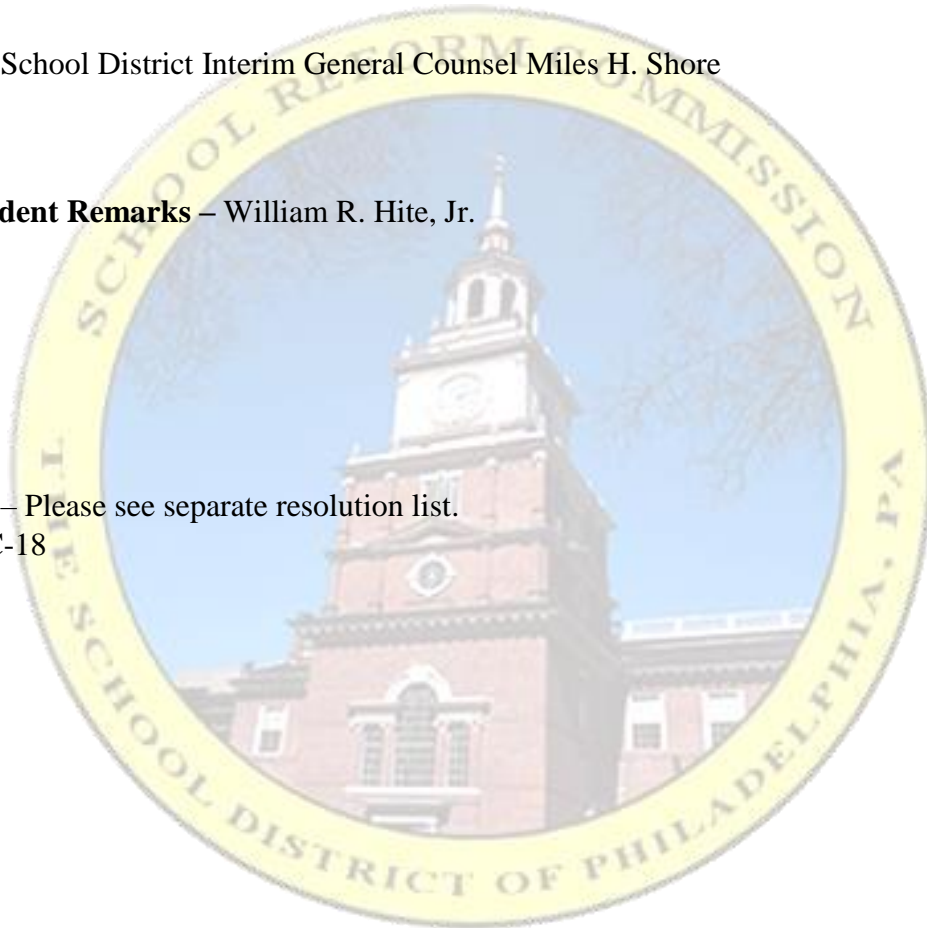 School District Interim General Counsel Miles H. Shore
dent Remarks – William R. Hite, Jr.
– Please see separate resolution list.
C-18
SCHOOL REFORM COMMISSION
THE SCHOOL DISTRICT OF PHILADELPHIA, PA